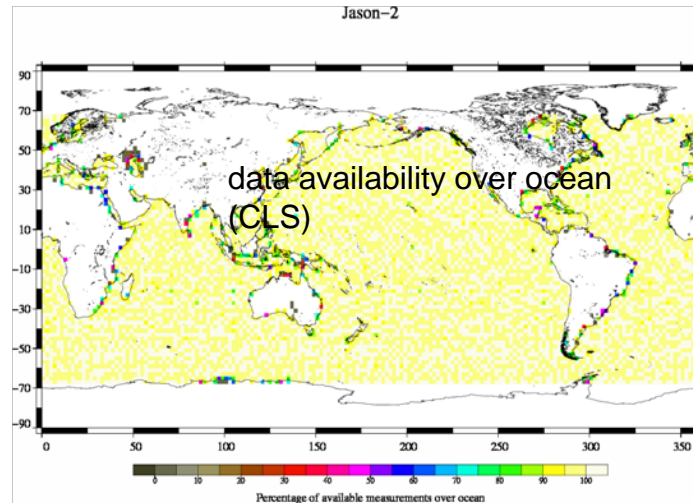 Jason-2
90
70
50
30
10
−10
−30
−50
−70
−90
data availability over ocean
(CLS)
0 50 100 150 200 250 300 350
0 10 20 30 40 50 60 70 80 90 100
Percentage of available measurements over ocean